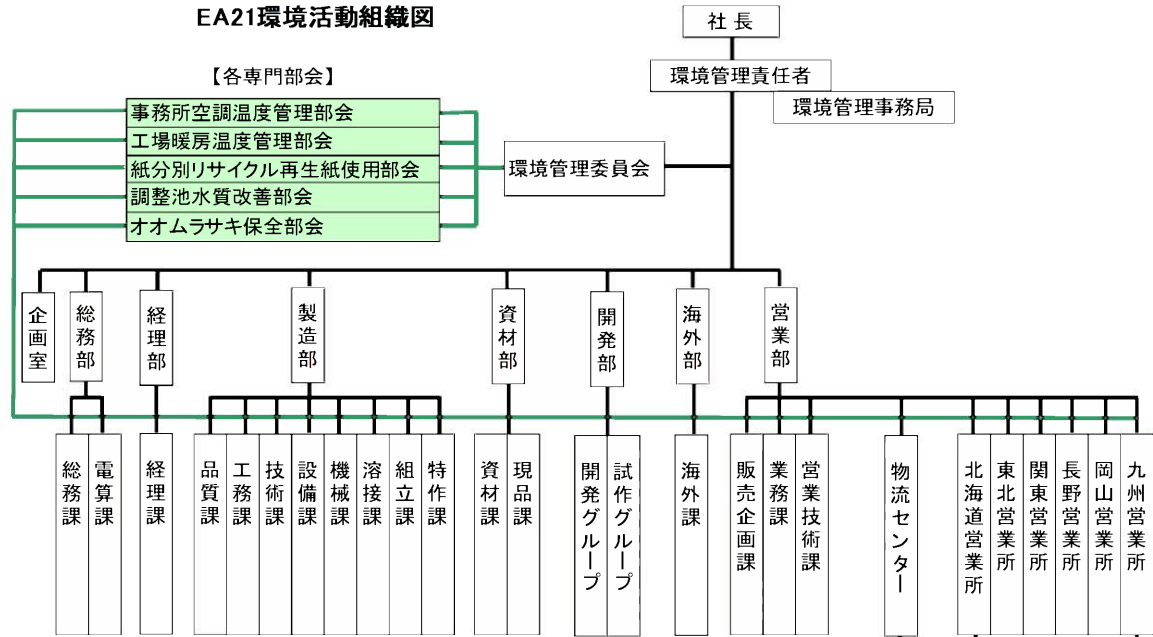 EA21環境活動組織図
社長
環境管理責任者
環境管理事務局
【各専門部会】
事務所空調温度管理部会
工場暖房温度管理部会
紙分別リサイクル再生紙使用部会
調整池水質改善部会
オオムラサキ保全部会
環境管理委員会
企画室
総務部
経理部
製造部
資材部
開発部
海外部
営業部
総務課
電算課
経理課
品質課
工務課
技術課
設備課
機械課
溶接課
組立課
特作課
資材課
現品課
開発グループ
試作グループ
海外課
販売企画課
業務課
営業技術課
物流センター
北海道営業所
東北営業所
関東営業所
長野営業所
岡山営業所
九州営業所